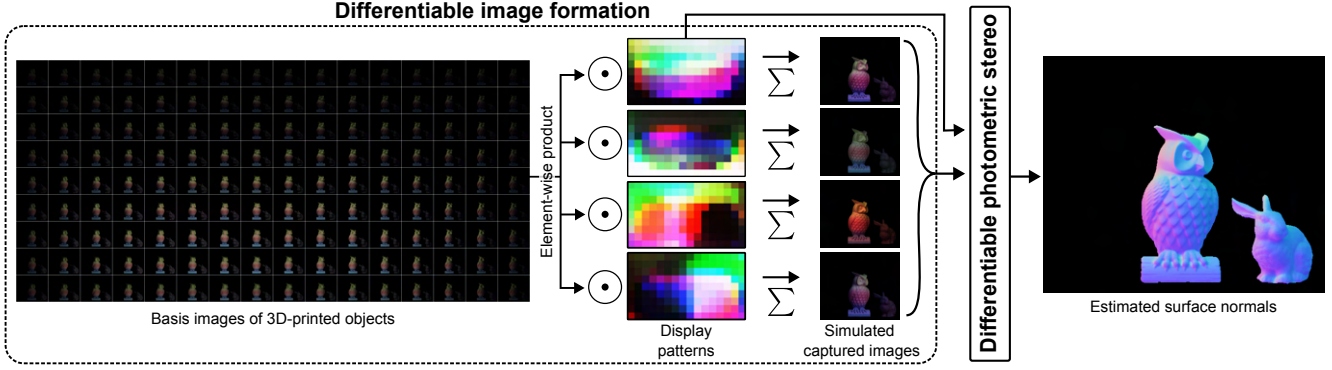 Differentiable image formation
Element-wise product
Σ
Σ
Σ
Σ
Basis images of 3D-printed objects
Display
patterns
Simulated
captured images
Differentiable photometric stereo
Estimated surface normals